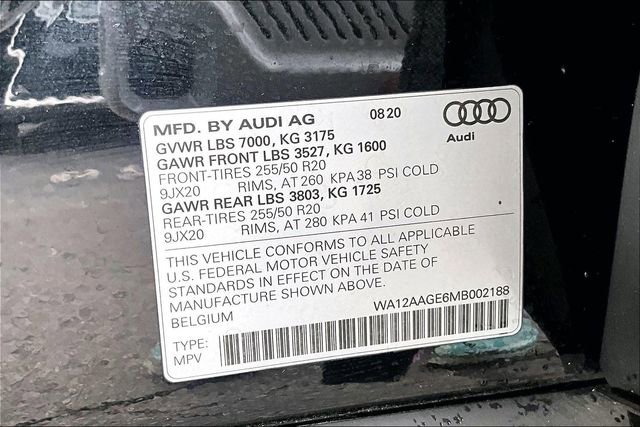 MFD. BY AUDI AG 08 20
Audi
GVWR LBS 7000, KG 3175
GAWR FRONT LBS 3527, KG 1600
FRONT-TIRES 255/50 R20
9JX20 RIMS, AT 260 KPA 38 PSI COLD
GAWR REAR LBS 3803, KG 1725
REAR-TIRES 255/50 R20
9JX20 RIMS, AT 280 KPA 41 PSI COLD
THIS VEHICLE CONFORMS TO ALL APPLICABLE
U.S. FEDERAL MOTOR VEHICLE SAFETY
STANDARDS IN EFFECT ON THE DATE OF
MANUFACTURE SHOWN ABOVE.
BELGIUM WA12AAGE6MB002188
TYPE:
MPV